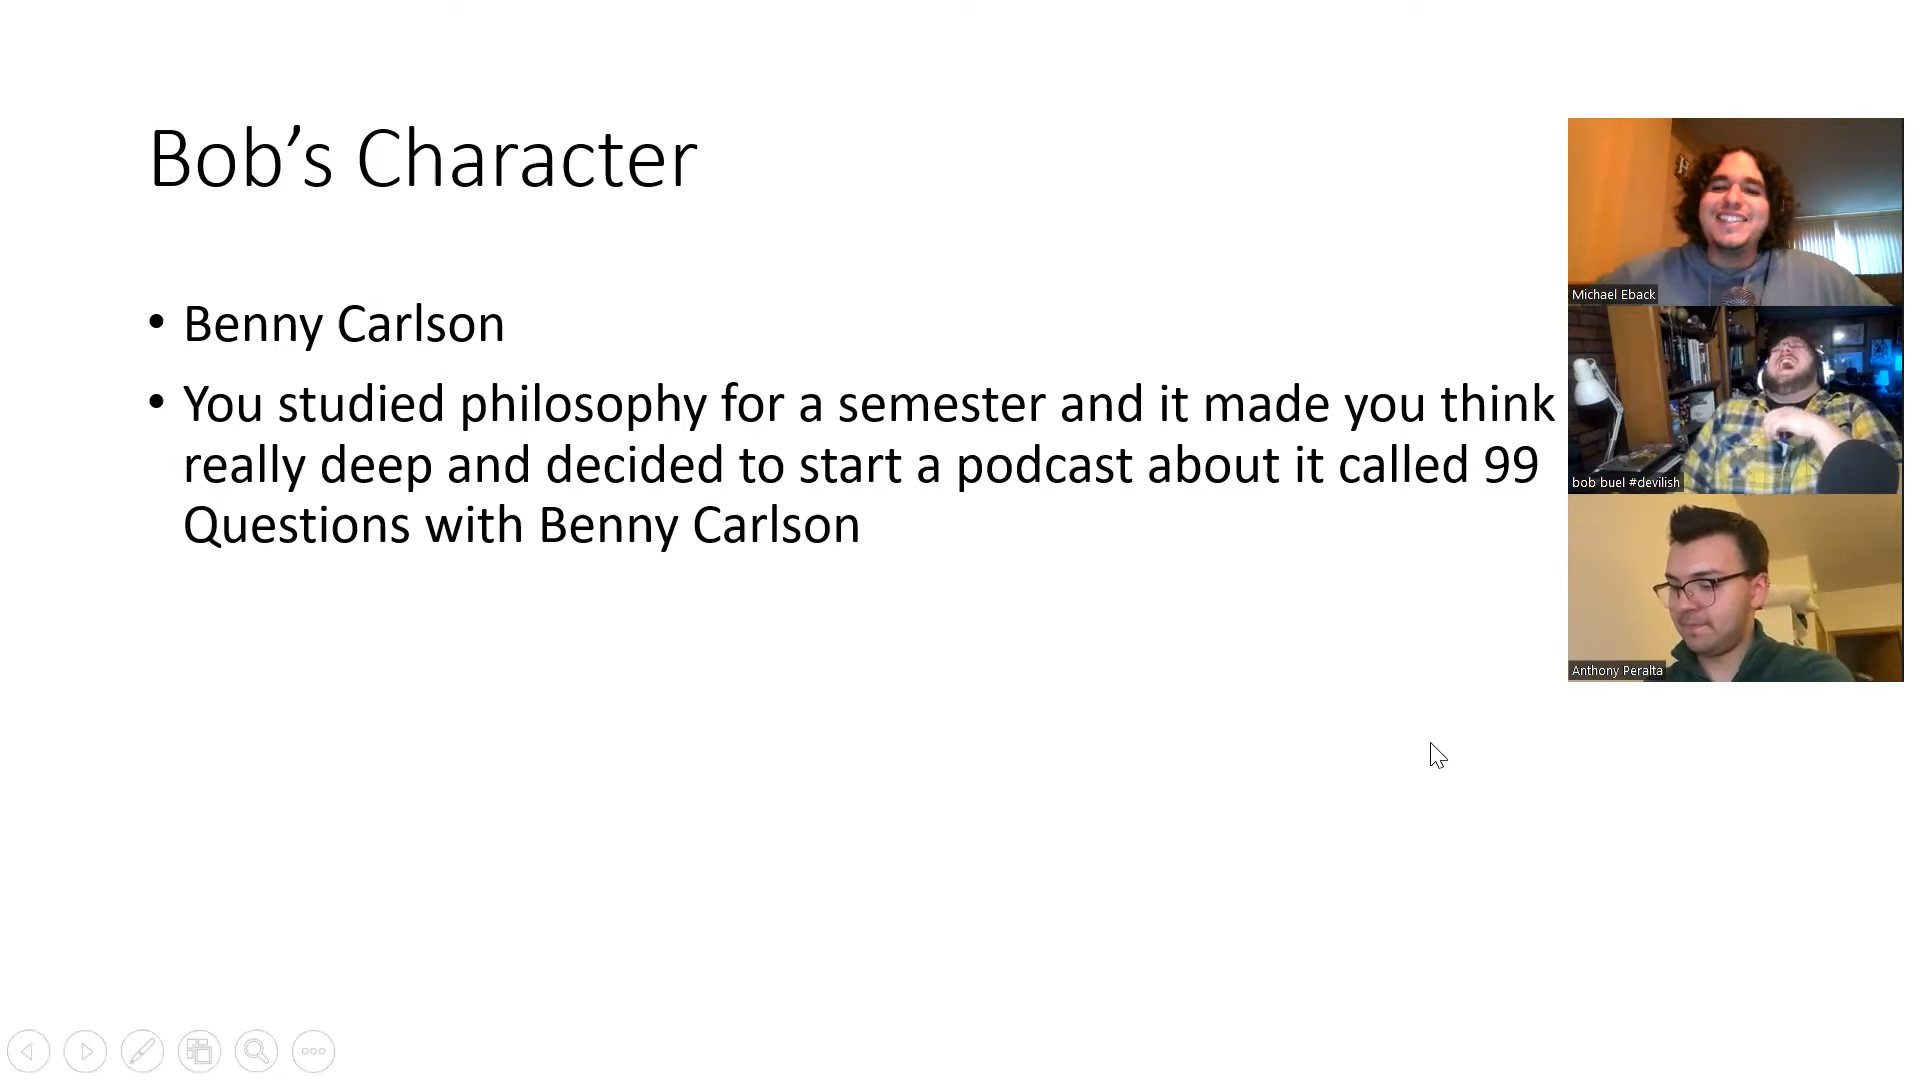 Bob’s Character
• Benny Carlson
• You studied philosophy for a semester and it made you think
really deep and decided to start a podcast about it called 99
Questions with Benny Carlson
Michael Eback
bob buel #devilish
Anthony Peralta